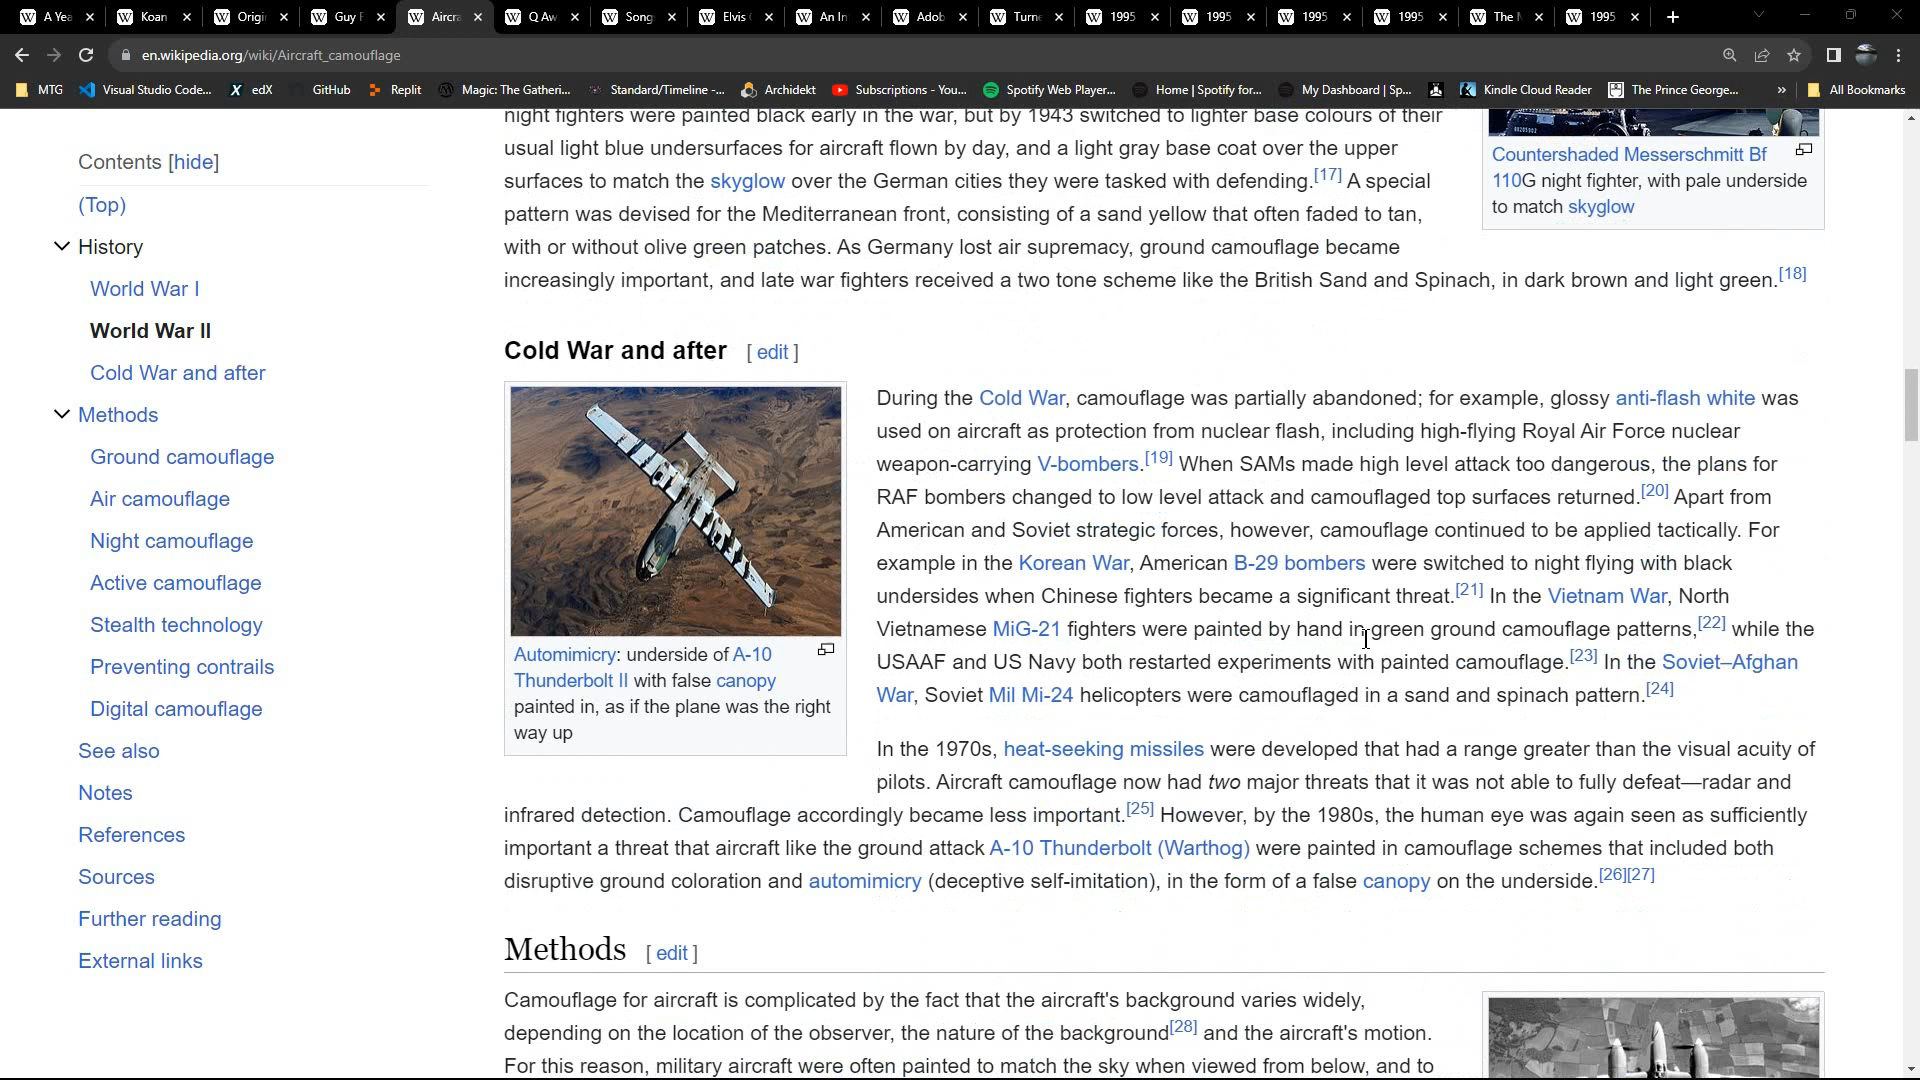 A Yea
Koan
Origi
Guy F
Aircra
Q Aw
Song
Elvis
An In
Adob
Turne
1995
1995
1995
1995
The
1995
en.wikipedia.org/wiki/Aircraft_camouflage
MTG
Visual Studio Code...
edX
GitHub
Replit
Magic: The Gatheri...
Standard/Timeline -...
Archidekt
Subscriptions - You...
Spotify Web Player...
Home | Spotify for...
My Dashboard | Sp...
Kindle Cloud Reader
The Prince George...
»
All Bookmarks
Contents [hide]
(Top)
History
World War I
World War II
Cold War and after
Methods
Ground camouflage
Air camouflage
Night camouflage
Active camouflage
Stealth technology
Preventing contrails
Digital camouflage
See also
Notes
References
Sources
Further reading
External links
night fighters were painted black early in the war, but by 1943 switched to lighter base colours of their
usual light blue undersurfaces for aircraft flown by day, and a light gray base coat over the upper
surfaces to match the skyglow over the German cities they were tasked with defending.[17] A special
pattern was devised for the Mediterranean front, consisting of a sand yellow that often faded to tan,
with or without olive green patches. As Germany lost air supremacy, ground camouflage became
increasingly important, and late war fighters received a two tone scheme like the British Sand and Spinach, in dark brown and light green.[18]
Countershaded Messerschmitt Bf
110G night fighter, with pale underside
to match skyglow
Cold War and after [ edit ]
Automimicry: underside of A-10
Thunderbolt II with false canopy
painted in, as if the plane was the right
way up
During the Cold War, camouflage was partially abandoned; for example, glossy anti-flash white was
used on aircraft as protection from nuclear flash, including high-flying Royal Air Force nuclear
weapon-carrying V-bombers.[19] When SAMs made high level attack too dangerous, the plans for
RAF bombers changed to low level attack and camouflaged top surfaces returned.[20] Apart from
American and Soviet strategic forces, however, camouflage continued to be applied tactically. For
example in the Korean War, American B-29 bombers were switched to night flying with black
undersides when Chinese fighters became a significant threat.[21] In the Vietnam War, North
Vietnamese MiG-21 fighters were painted by hand in green ground camouflage patterns,[22] while the
USAAF and US Navy both restarted experiments with painted camouflage.[23] In the Soviet–Afghan
War, Soviet Mil Mi-24 helicopters were camouflaged in a sand and spinach pattern.[24]
In the 1970s, heat-seeking missiles were developed that had a range greater than the visual acuity of
pilots. Aircraft camouflage now had two major threats that it was not able to fully defeat—radar and
infrared detection. Camouflage accordingly became less important.[25] However, by the 1980s, the human eye was again seen as sufficiently
important a threat that aircraft like the ground attack A-10 Thunderbolt (Warthog) were painted in camouflage schemes that included both
disruptive ground coloration and automimicry (deceptive self-imitation), in the form of a false canopy on the underside.[26][27]
Methods [ edit ]
Camouflage for aircraft is complicated by the fact that the aircraft's background varies widely,
depending on the location of the observer, the nature of the background[28] and the aircraft's motion.
For this reason, military aircraft were often painted to match the sky when viewed from below, and to